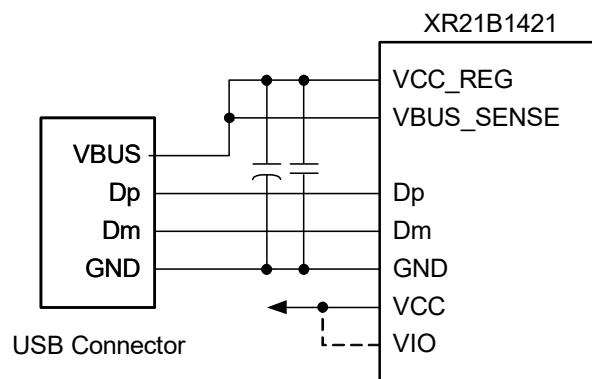 XR21B1421
VCC_REG
VBUS_SENSE
VBUS
Dp
Dp
Dm
Dm
GND
GND
VCC
VIO
USB Connector